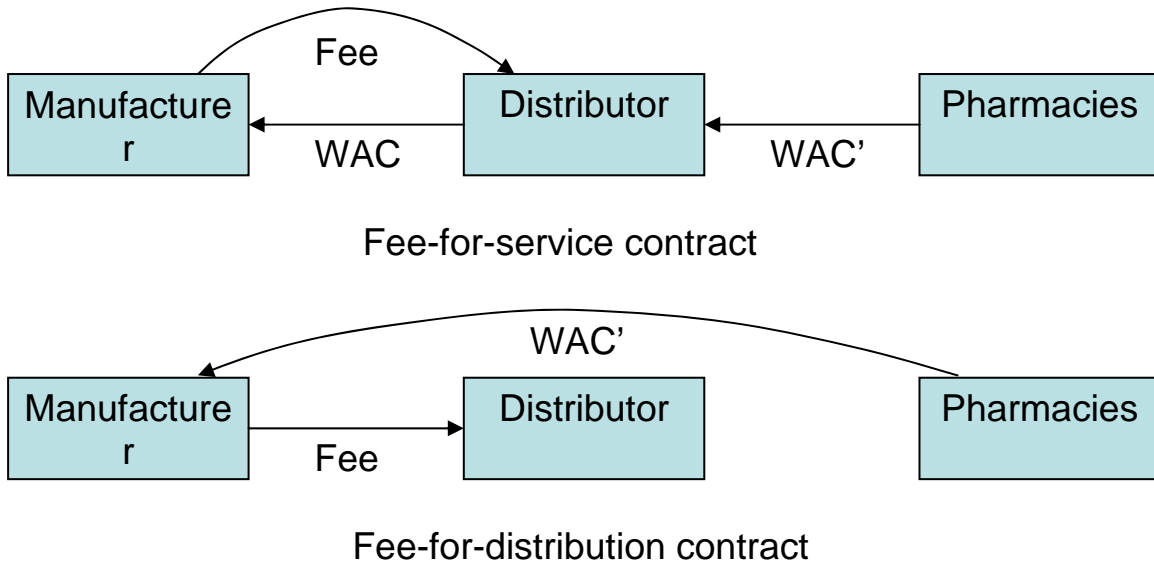 Fee
Manufacture
r
Distributor
Pharmacies
WAC
WAC’
Fee-for-service contract
WAC’
Manufacture
r
Distributor
Pharmacies
Fee
Fee-for-distribution contract